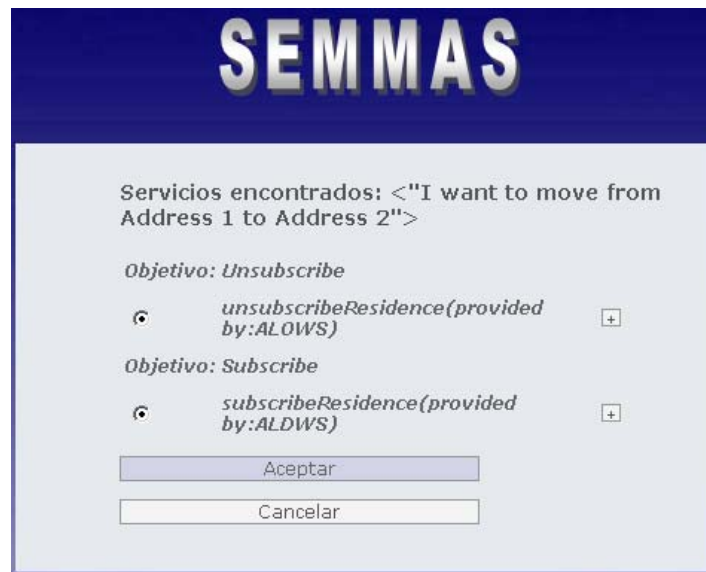 SEMMAS
Servicios encontrados: <"I want to move from
Address 1 to Address 2">
Objetivo: Unsubscribe
unsubscribeResidence(provided
by:ALOWS)
+
Objetivo: Subscribe
subscribeResidence(provided
by:ALDWS)
+
Aceptar
Cancelar